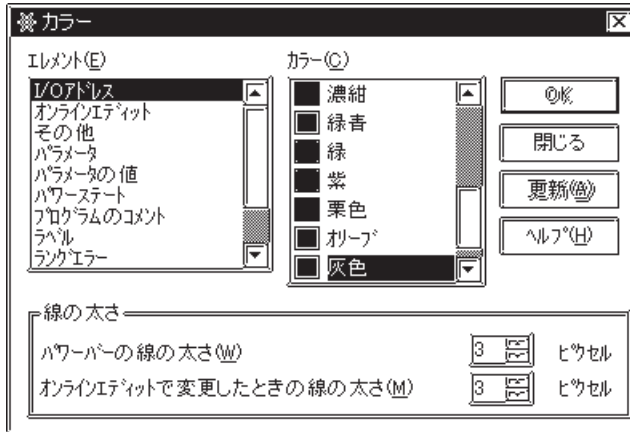 カラー
エレメント(E)
I/Oアドレス
オンラインエディット
その他
パラメータ
パラメータの値
パワーステート
プログラムのコメント
ラベル
ラングエラー
カラー(C)
濃紺
緑青
緑
紫
栗色
オリーブ
灰色
OK
閉じる
更新(A)
ヘルプ(H)
線の太さ
パワーバーの線の太さ(W) 3 ピクセル
オンラインエディットで変更したときの線の太さ(M) 3 ピクセル